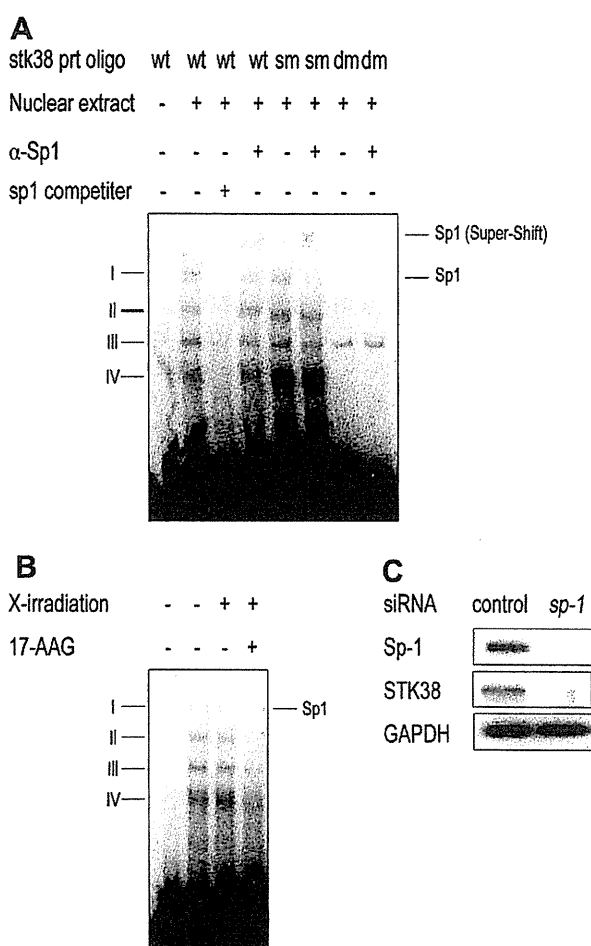 A
stk38 prt oligo wt wt wt wt sm sm dm dm
Nuclear extract - + + + + + + +
α-Sp1 - - - + - + - +
sp1 competiter - - + - - - - -
Sp1 (Super-Shift)
I Sp1
II
III
IV
B
X-irradiation - - + +
17-AAG - - - +
I Sp1
II
III
IV
C
siRNA control sp-1
Sp-1
STK38
GAPDH